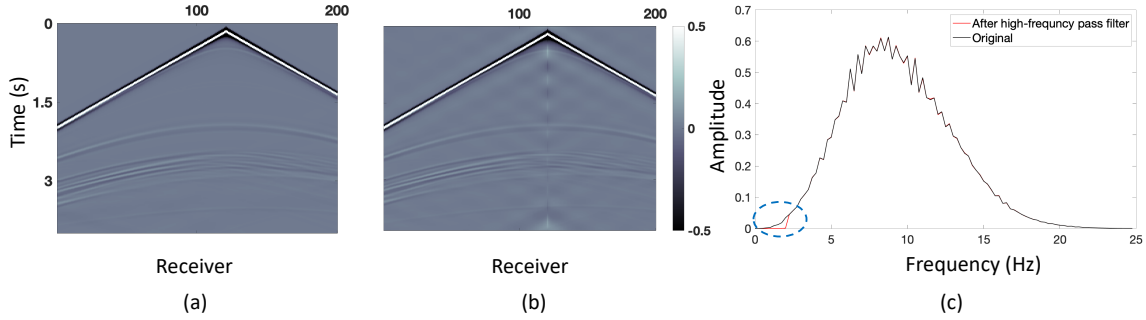 100
200
0
1.5
3
Time (s)
Receiver
(a)
100
200
Receiver
(b)
0.5
0
-0.5
After high-frequncy pass filter
Original
0.7
0.6
0.5
0.4
0.3
0.2
0.1
0
Amplitude
0
5
10
15
20
25
Frequency (Hz)
(c)